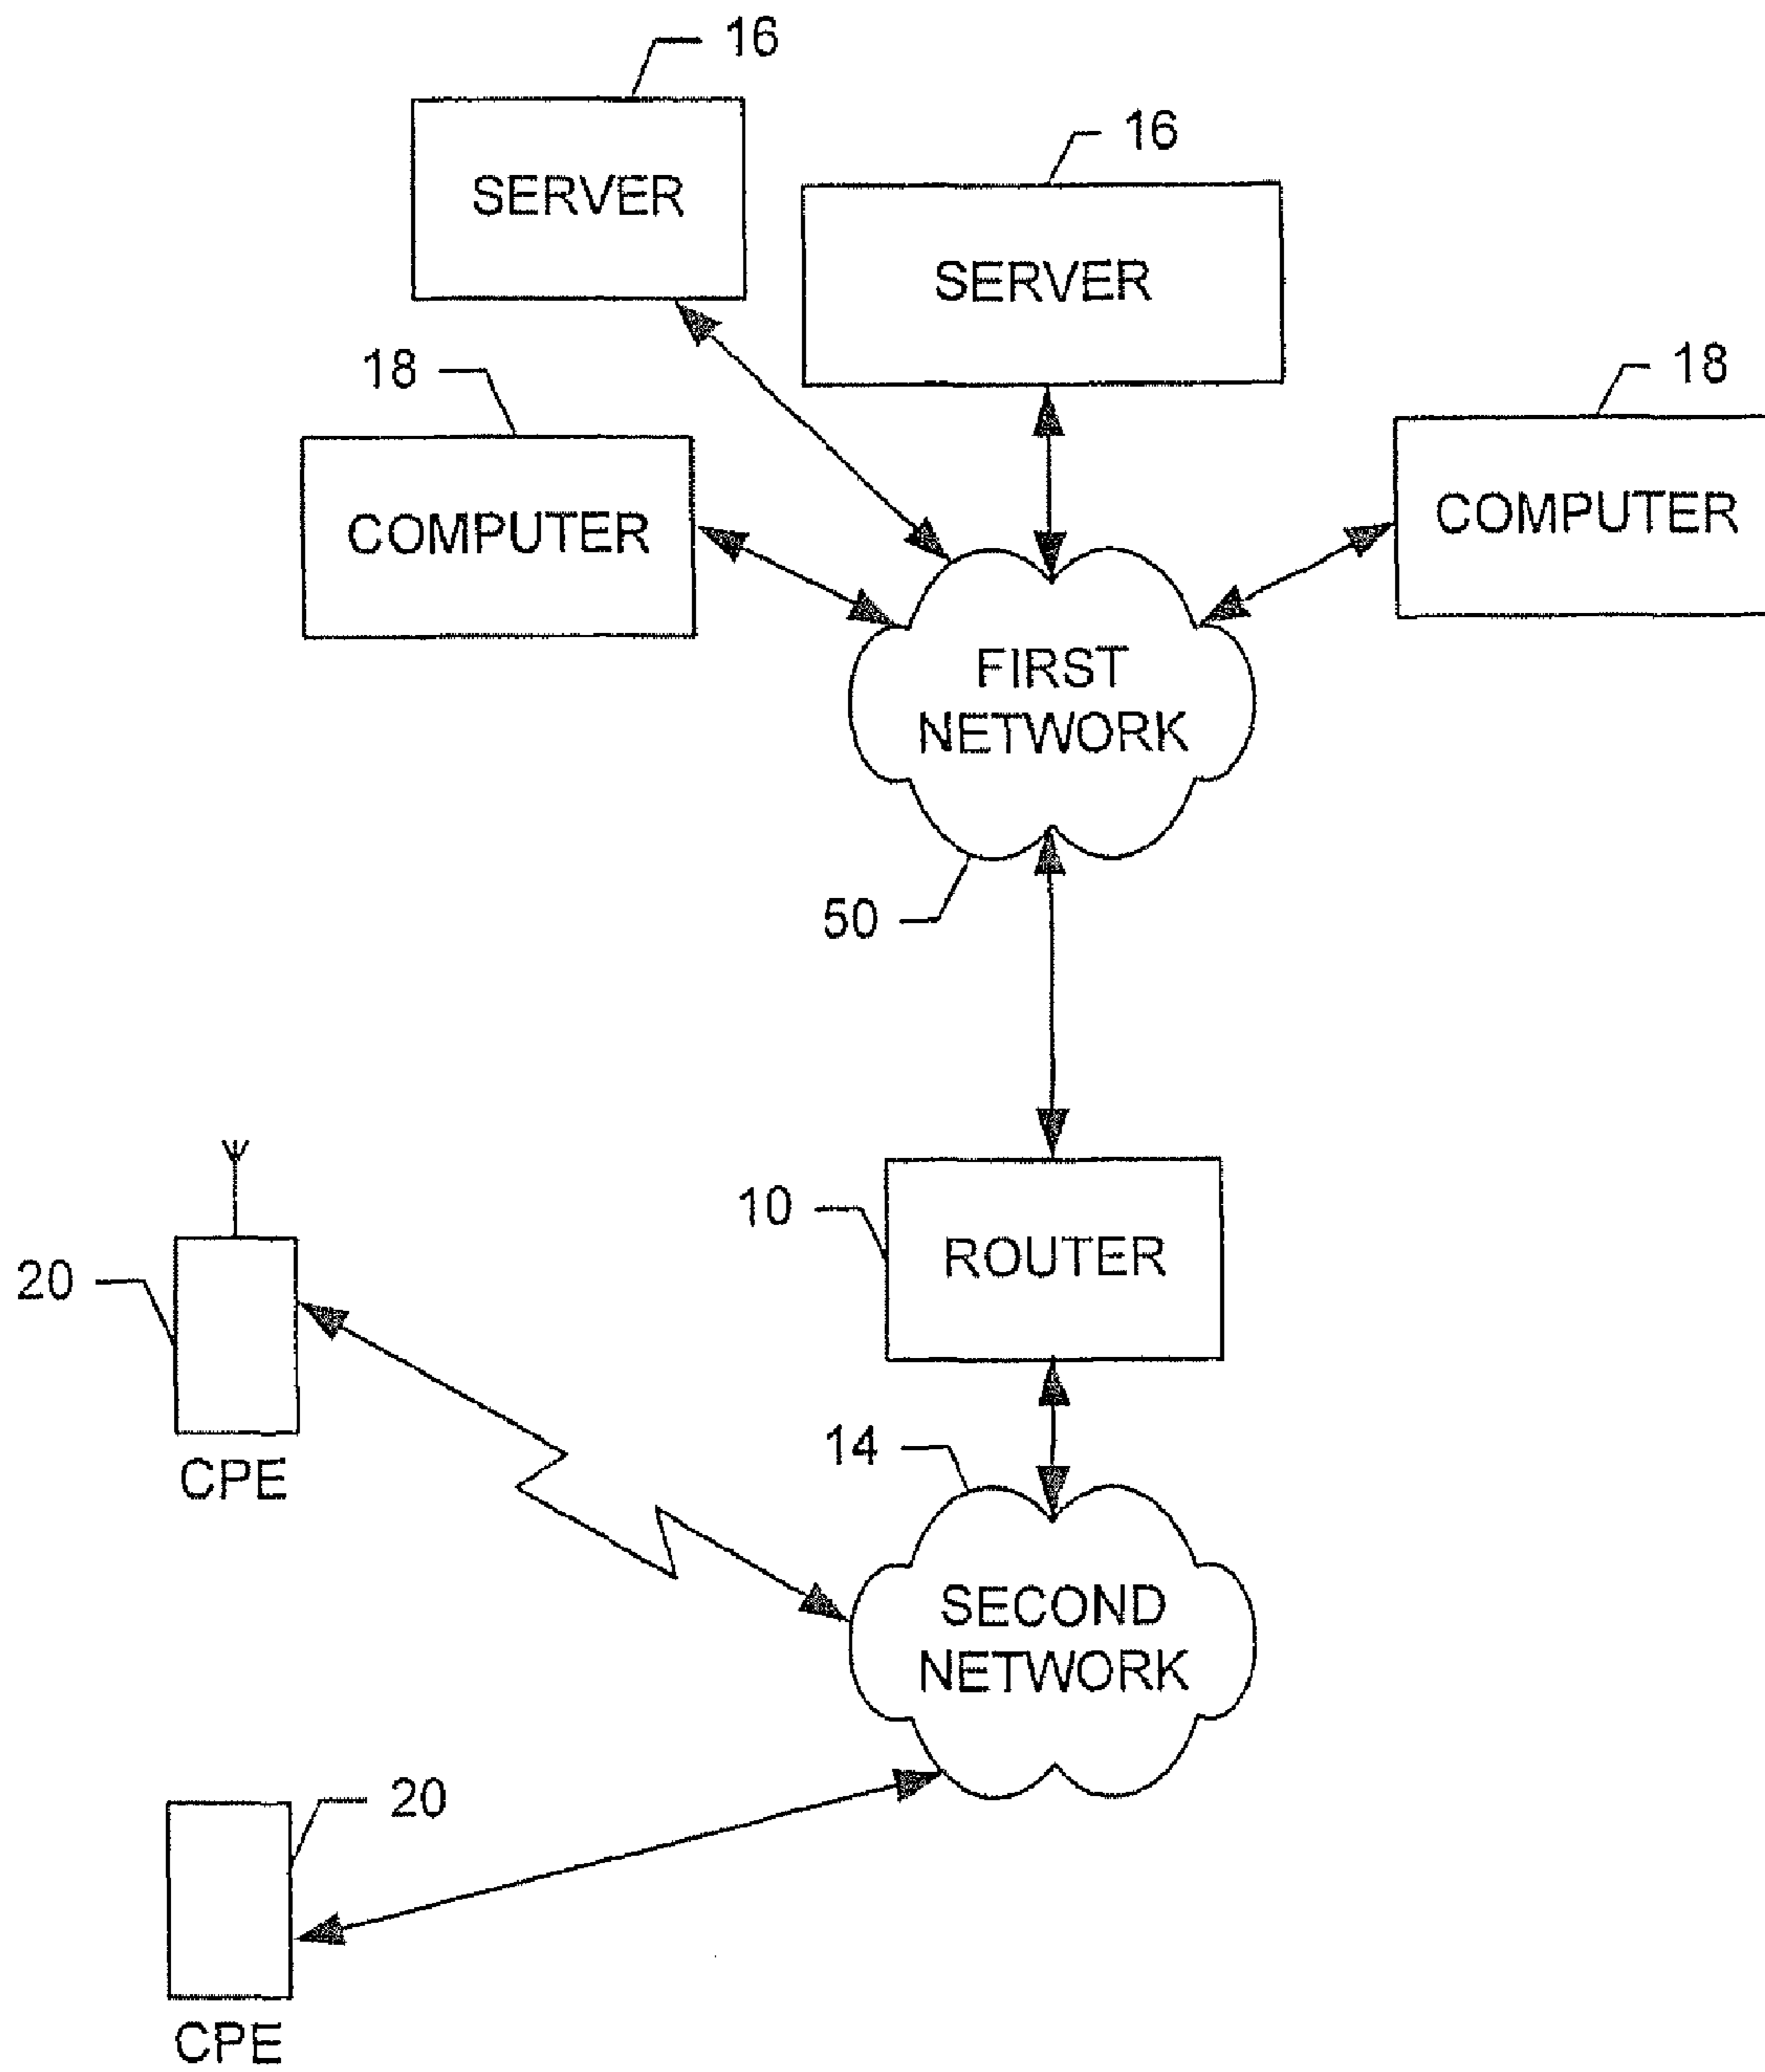 16
SERVER
16
SERVER
18
COMPUTER
18
COMPUTER
FIRST
NETWORK
50
10
ROUTER
20
CPE
14
SECOND
NETWORK
20
CPE